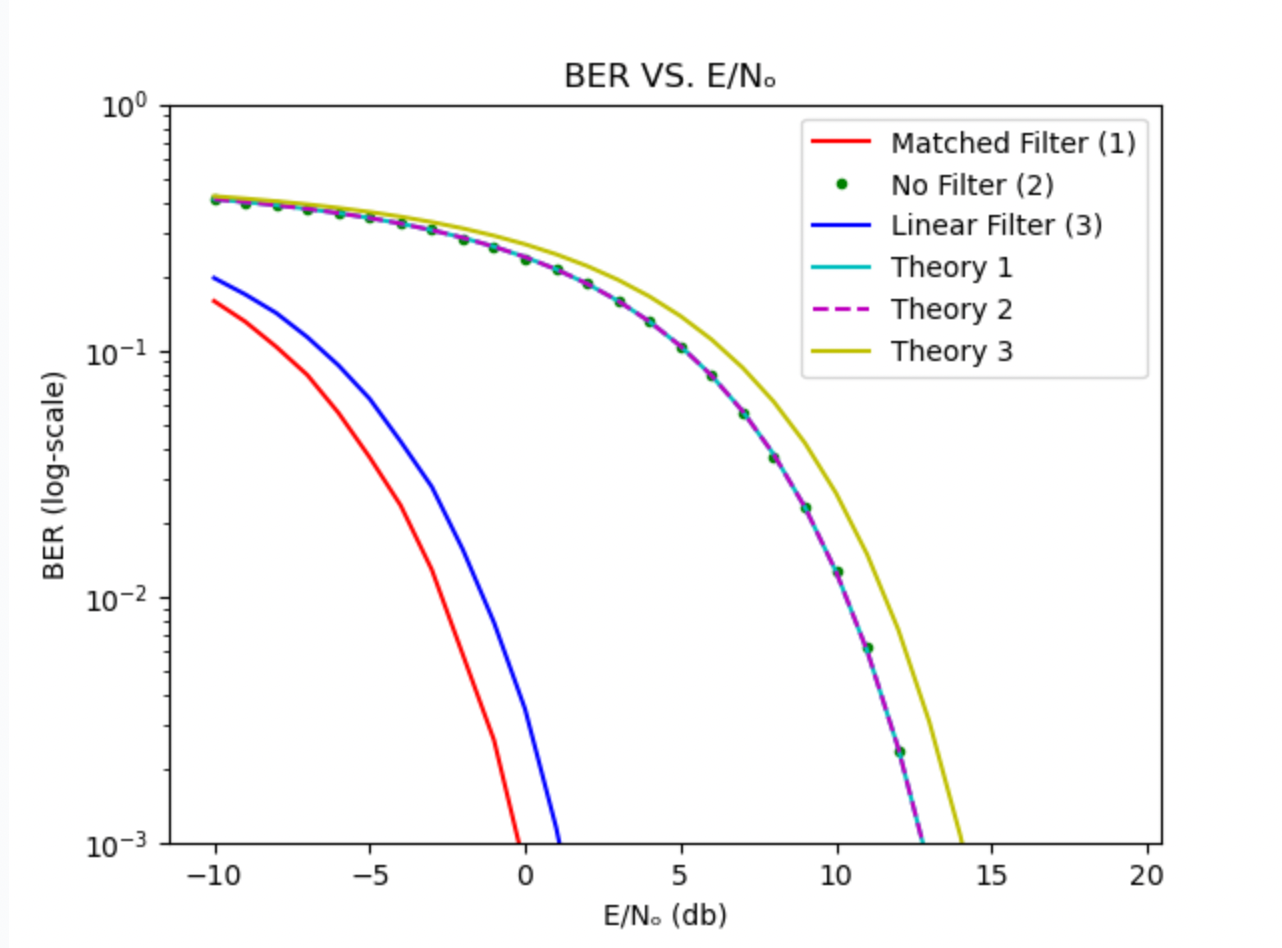 BER VS. E/Nₒ
10⁰
10⁻¹
10⁻²
10⁻³
BER (log-scale)
Matched Filter (1)
No Filter (2)
Linear Filter (3)
Theory 1
Theory 2
Theory 3
−10 −5 0 5 10 15 20
E/Nₒ (db)